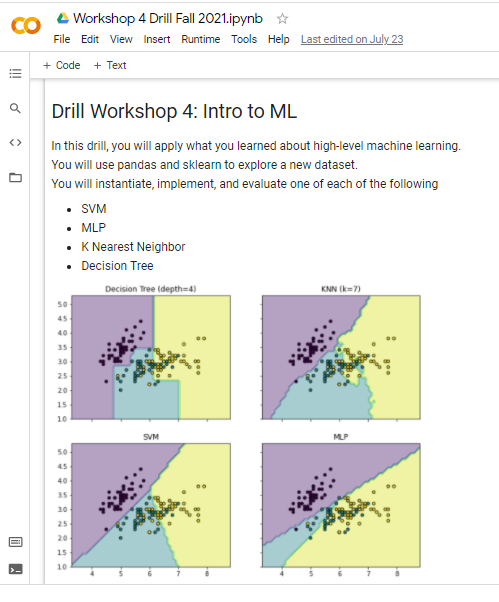 CO
Workshop 4 Drill Fall 2021.ipynb
File Edit View Insert Runtime Tools Help Last edited on July 23
+ Code + Text
Drill Workshop 4: Intro to ML
In this drill, you will apply what you learned about high-level machine learning.
You will use pandas and sklearn to explore a new dataset.
You will instantiate, implement, and evaluate one of each of the following
• SVM
• MLP
• K Nearest Neighbor
• Decision Tree
Decision Tree (depth=4) KNN (k=7)
5.0
4.5
4.0
3.5
3.0
2.5
2.0
1.5
1.0
SVM MLP
5.0
4.5
4.0
3.5
3.0
2.5
2.0
1.5
1.0
4 5 6 7 8 4 5 6 7 8